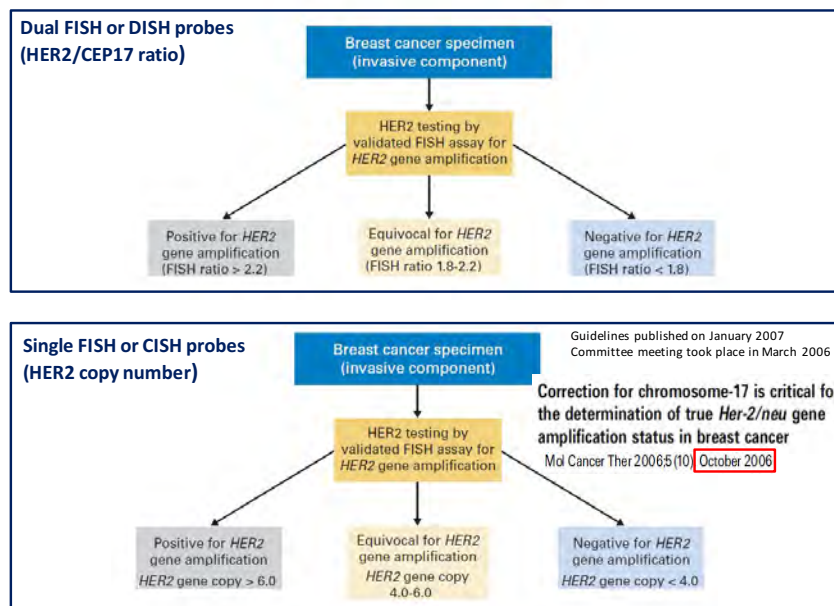 Dual FISH or DISH probes
(HER2/CEP17 ratio)
Breast cancer specimen
(invasive component)
HER2 testing by
validated FISH assay for
HER2 gene amplification
Positive for HER2
gene amplification
(FISH ratio > 2.2)
Equivocal for HER2
gene amplification
(FISH ratio 1.8-2.2)
Negative for HER2
gene amplification
(FISH ratio < 1.8)
Single FISH or CISH probes
(HER2 copy number)
Breast cancer specimen
(invasive component)
Guidelines published on January 2007
Committee meeting took place in March 2006
Correction for chromosome-17 is critical fo
the determination of true Her-2/neu gene
amplification status in breast cancer
Mol Cancer Ther 2006;5(10) October 2006
HER2 testing by
validated FISH assay for
HER2 gene amplification
Positive for HER2
gene amplification
HER2 gene copy > 6.0
Equivocal for HER2
gene amplification
HER2 gene copy
4.0-6.0
Negative for HER2
gene amplification
HER2 gene copy < 4.0